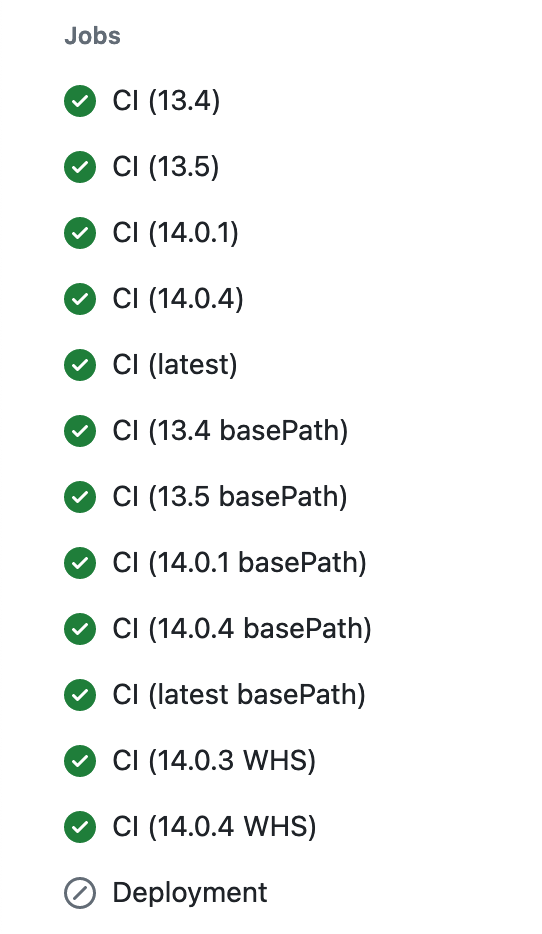 Jobs
CI (13.4)
CI (13.5)
CI (14.0.1)
CI (14.0.4)
CI (latest)
CI (13.4 basePath)
CI (13.5 basePath)
CI (14.0.1 basePath)
CI (14.0.4 basePath)
CI (latest basePath)
CI (14.0.3 WHS)
CI (14.0.4 WHS)
Deployment